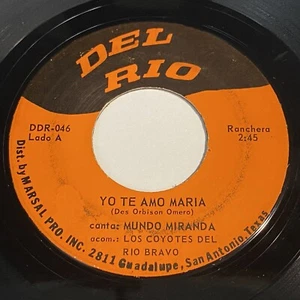 DEL
RIO
DDR-046
Lado A
Ranchera
2:45
YO TE AMO MARIA
(Dex Orbison Omero)
canta: MUNDO MIRANDA
acom.: LOS COYOTES DEL
RIO BRAVO
Dist. by MARSAL PRO. INC. 2811 Guadalupe, San Antonio, Texas